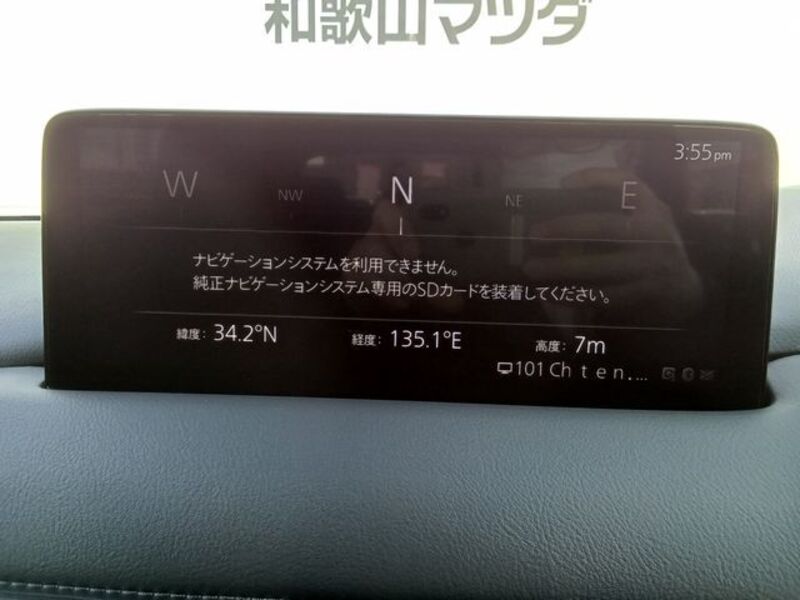 和歌山マツダ
3:55pm
W NW N NE E
ナビゲーションシステムを利用できません。
純正ナビゲーションシステム専用のSDカードを装着してください。
緯度: 34.2°N 経度: 135.1°E 高度: 7m
101 Ch t e n . ...